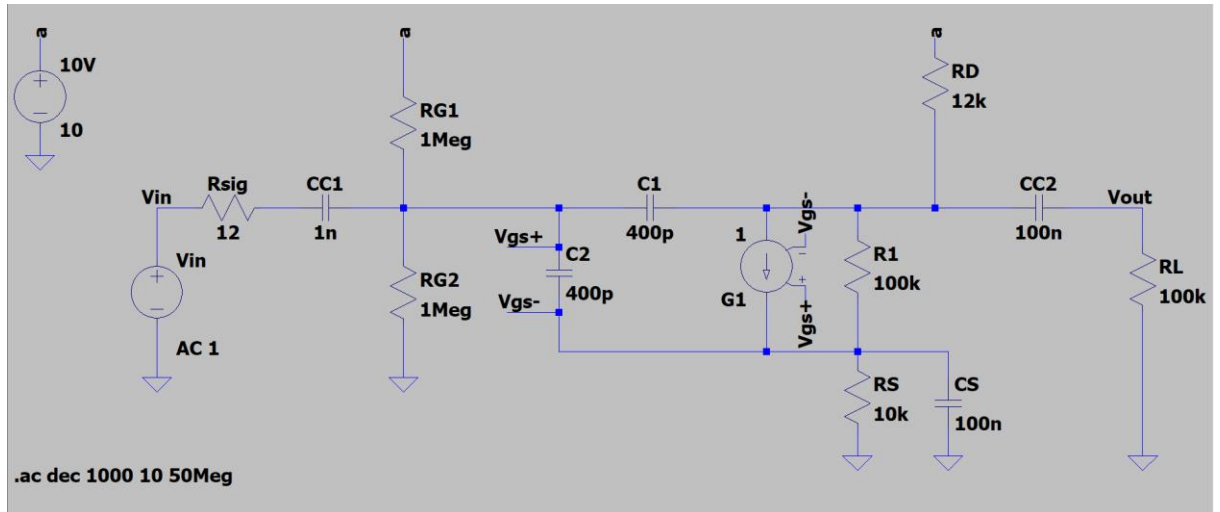 a
10V
10
Vin
Rsig
12
CC1
1n
Vin
AC 1
a
RG1
1Meg
RG2
1Meg
Vgs+
C2
400p
Vgs-
C1
400p
1
G1
Vgs-
Vgs+
R1
100k
RS
10k
CS
100n
a
RD
12k
CC2
100n
Vout
RL
100k
.ac dec 1000 10 50Meg